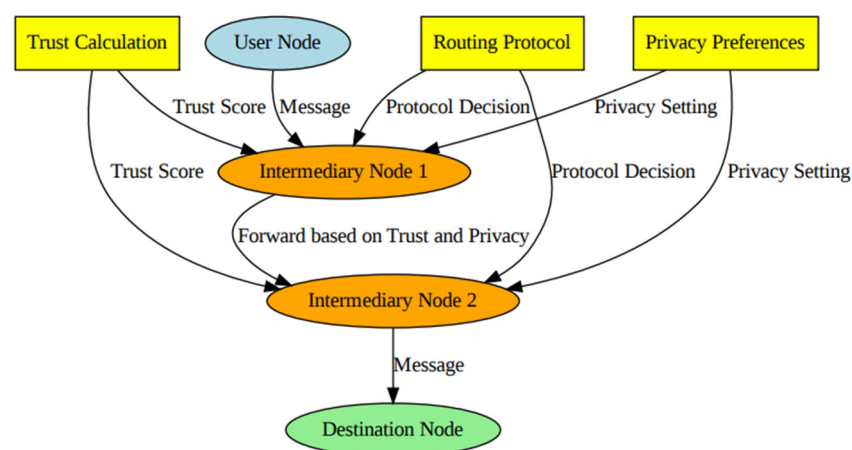 Trust Calculation
User Node
Routing Protocol
Privacy Preferences
Trust Score
Message
Protocol Decision
Privacy Setting
Intermediary Node 1
Trust Score
Protocol Decision
Privacy Setting
Forward based on Trust and Privacy
Intermediary Node 2
Message
Destination Node